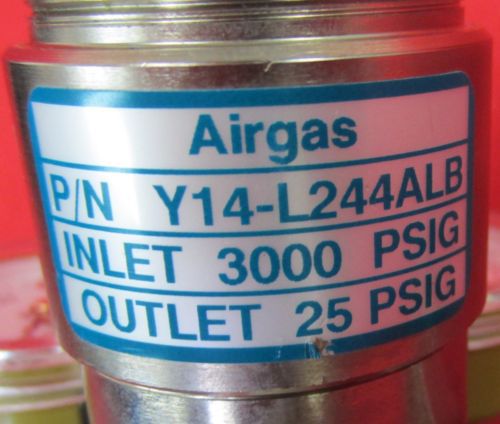 Airgas
P/N Y14-L244ALB
INLET 3000 PSIG
OUTLET 25 PSIG